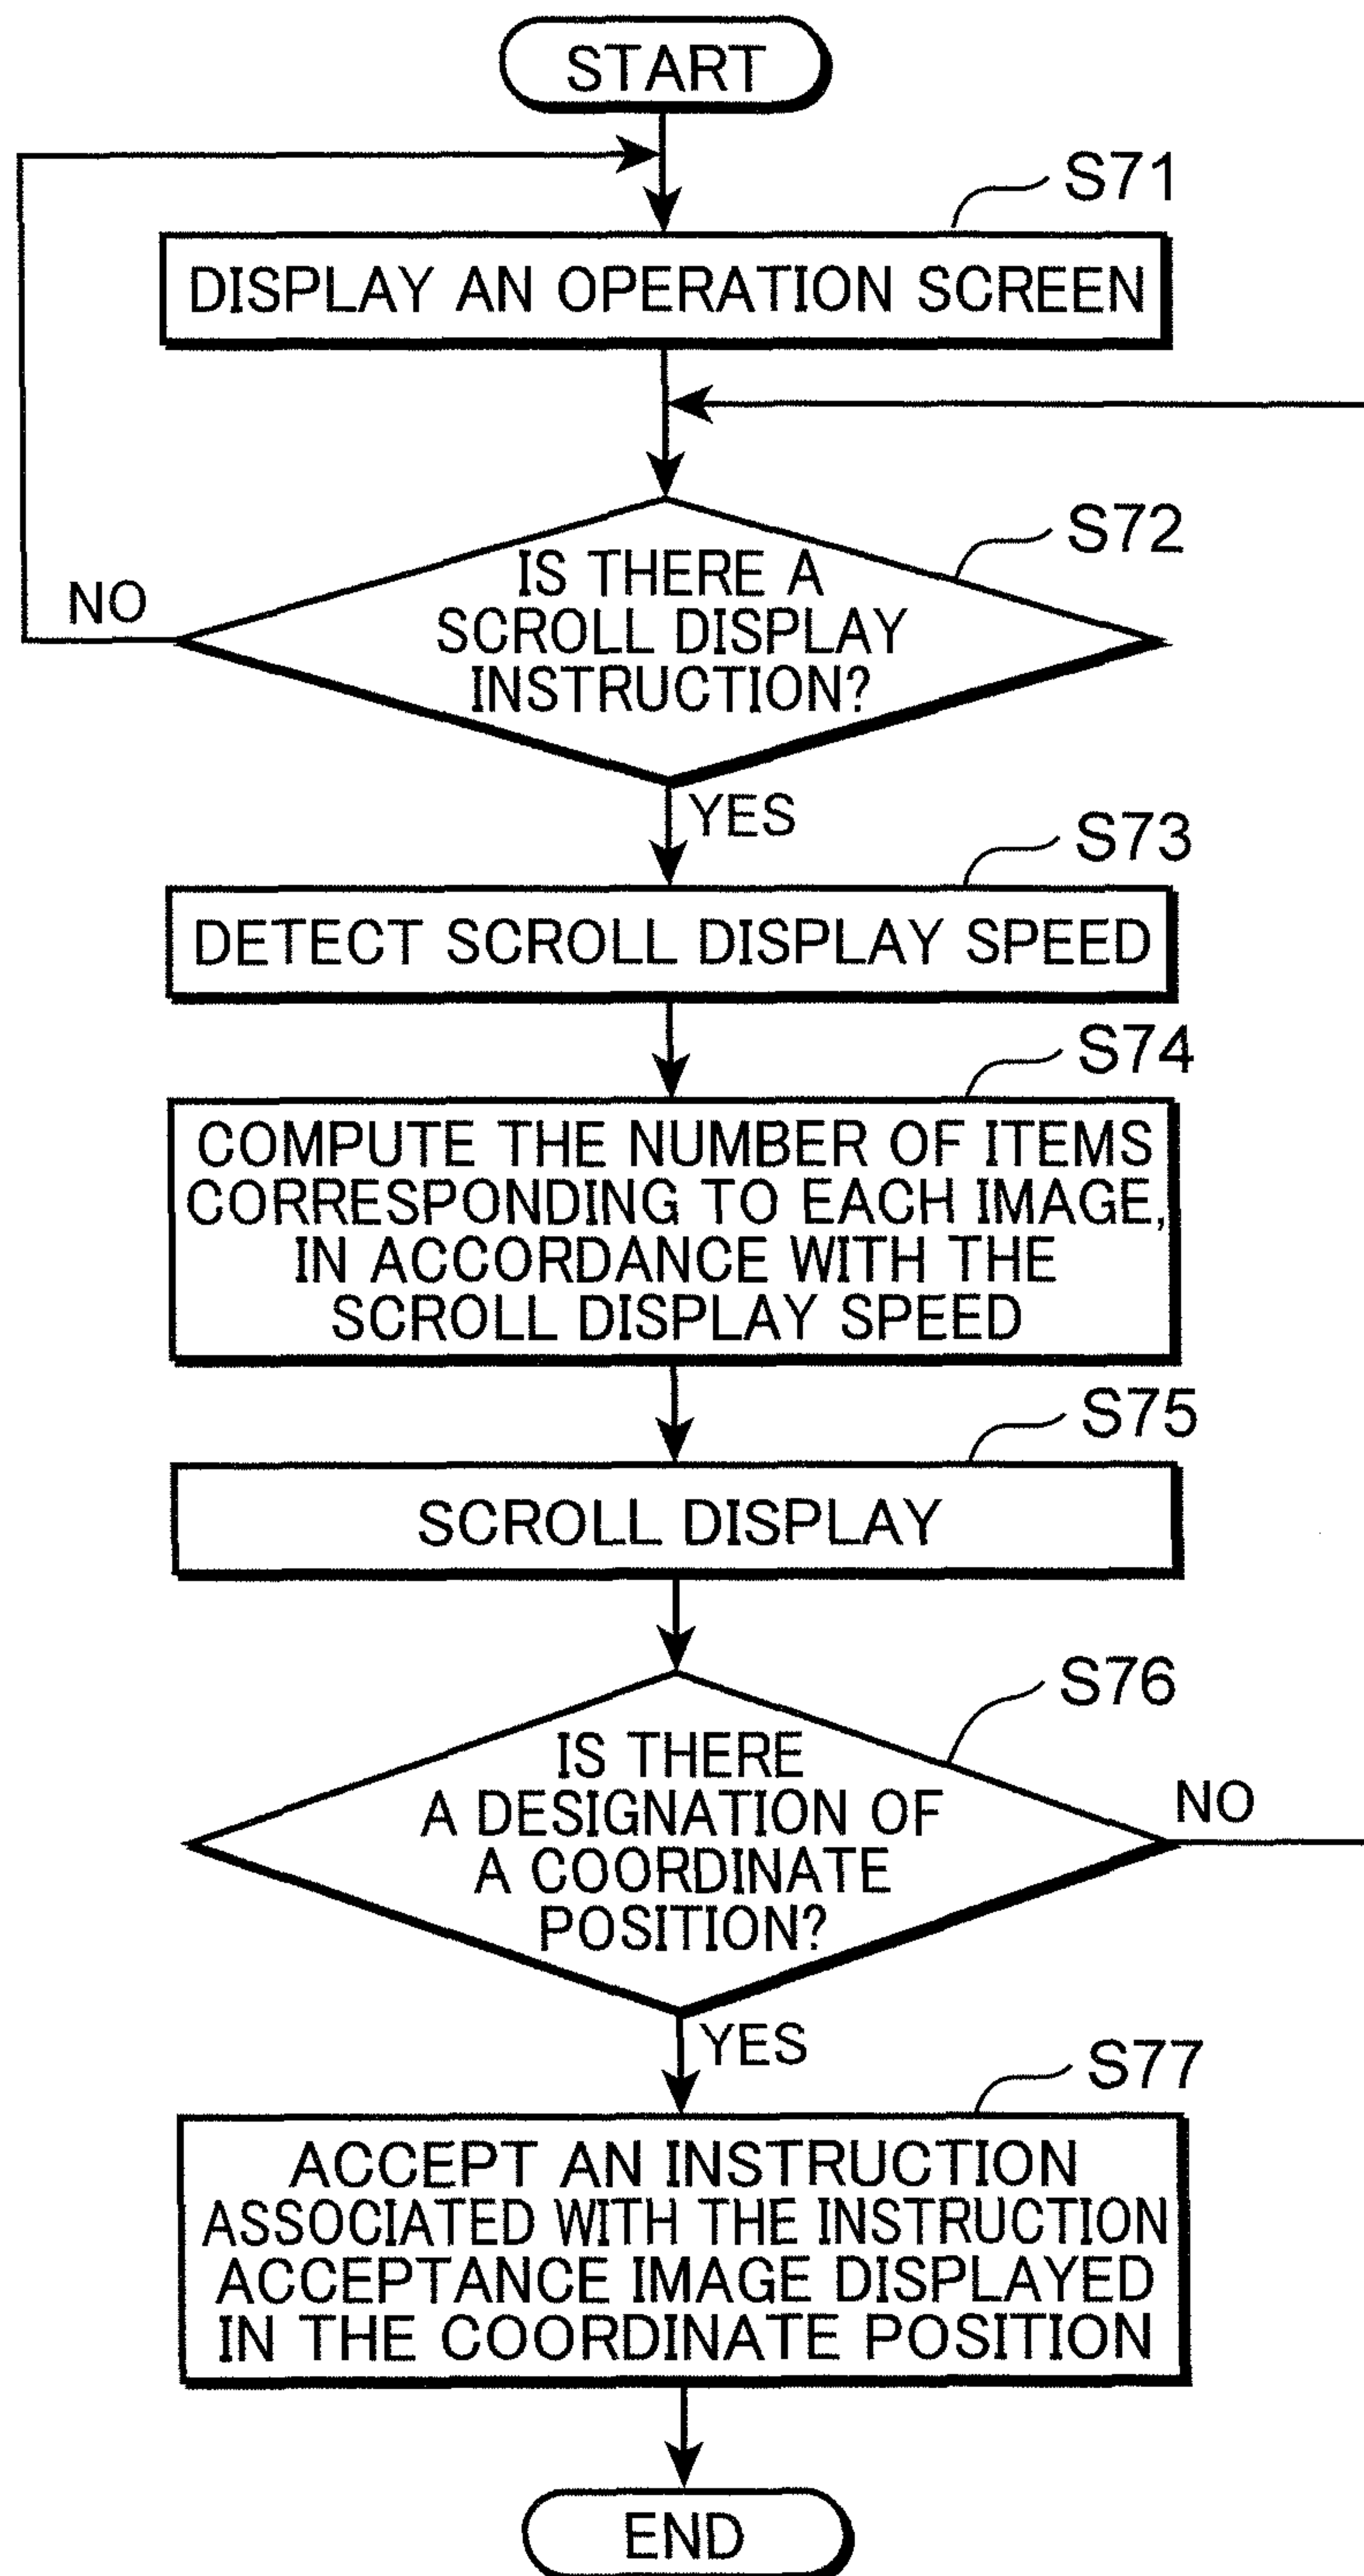 START
S71
DISPLAY AN OPERATION SCREEN
S72
IS THERE A
SCROLL DISPLAY
INSTRUCTION?
NO
YES
S73
DETECT SCROLL DISPLAY SPEED
S74
COMPUTE THE NUMBER OF ITEMS
CORRESPONDING TO EACH IMAGE,
IN ACCORDANCE WITH THE
SCROLL DISPLAY SPEED
S75
SCROLL DISPLAY
S76
IS THERE
A DESIGNATION OF
A COORDINATE
POSITION?
NO
YES
S77
ACCEPT AN INSTRUCTION
ASSOCIATED WITH THE INSTRUCTION
ACCEPTANCE IMAGE DISPLAYED
IN THE COORDINATE POSITION
END